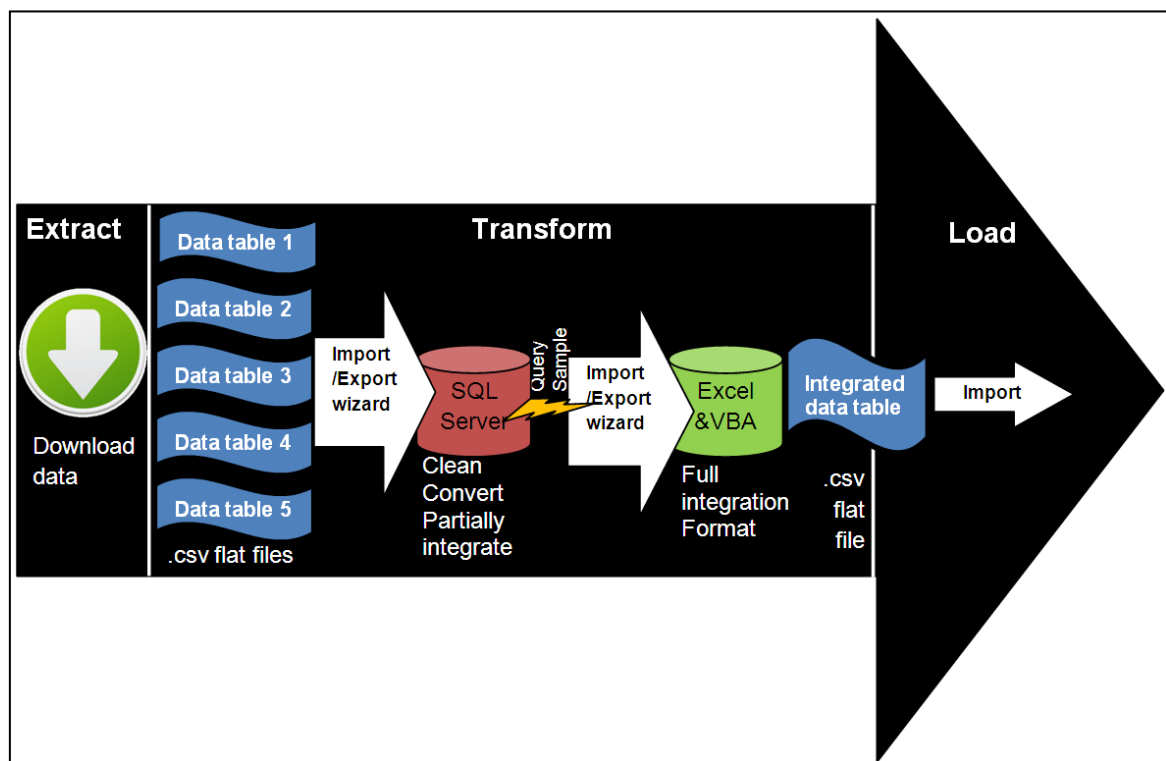 Extract
Transform
Load
Download
data
Data table 1
Data table 2
Data table 3
Data table 4
Data table 5
.csv flat files
Import
/Export
wizard
SQL
Server
Clean
Convert
Partially
integrate
Query
Sample
Import
/Export
wizard
Excel
&VBA
Full
integration
Format
Integrated
data table
.csv
flat
file
Import